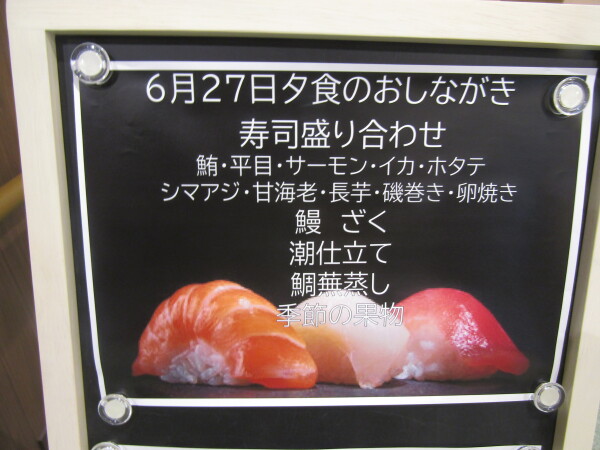 6月27日夕食のおしながき
寿司盛り合わせ
鮪・平目・サーモン・イカ・ホタテ
シマアジ・甘海老・長芋・磯巻き・卵焼き
鰻　ざく
潮仕立て
鯛蕪蒸し
季節の果物